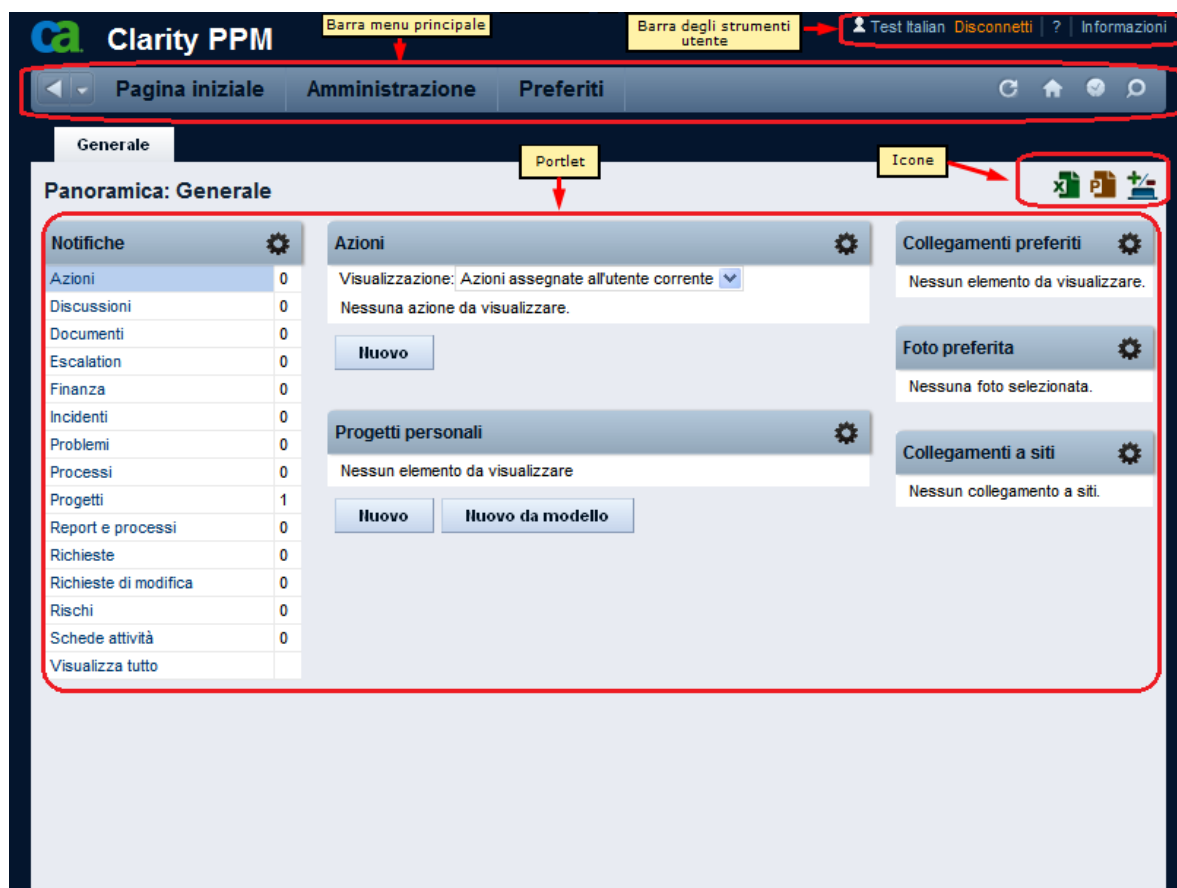 Barra menu principale
Barra degli strumenti
utente
Test Italian Disconnetti | ? | Informazioni
ca Clarity PPM
Pagina iniziale Amministrazione Preferiti
Generale
Portlet
Icone
Panoramica: Generale
Notifiche
Azioni 0
Discussioni 0
Documenti 0
Escalation 0
Finanza 0
Incidenti 0
Problemi 0
Processi 0
Progetti 1
Report e processi 0
Richieste 0
Richieste di modifica 0
Rischi 0
Schede attività 0
Visualizza tutto
Azioni
Visualizzazione: Azioni assegnate all'utente corrente
Nessuna azione da visualizzare.
Nuovo
Progetti personali
Nessun elemento da visualizzare
Nuovo Nuovo da modello
Collegamenti preferiti
Nessun elemento da visualizzare.
Foto preferita
Nessuna foto selezionata.
Collegamenti a siti
Nessun collegamento a siti.